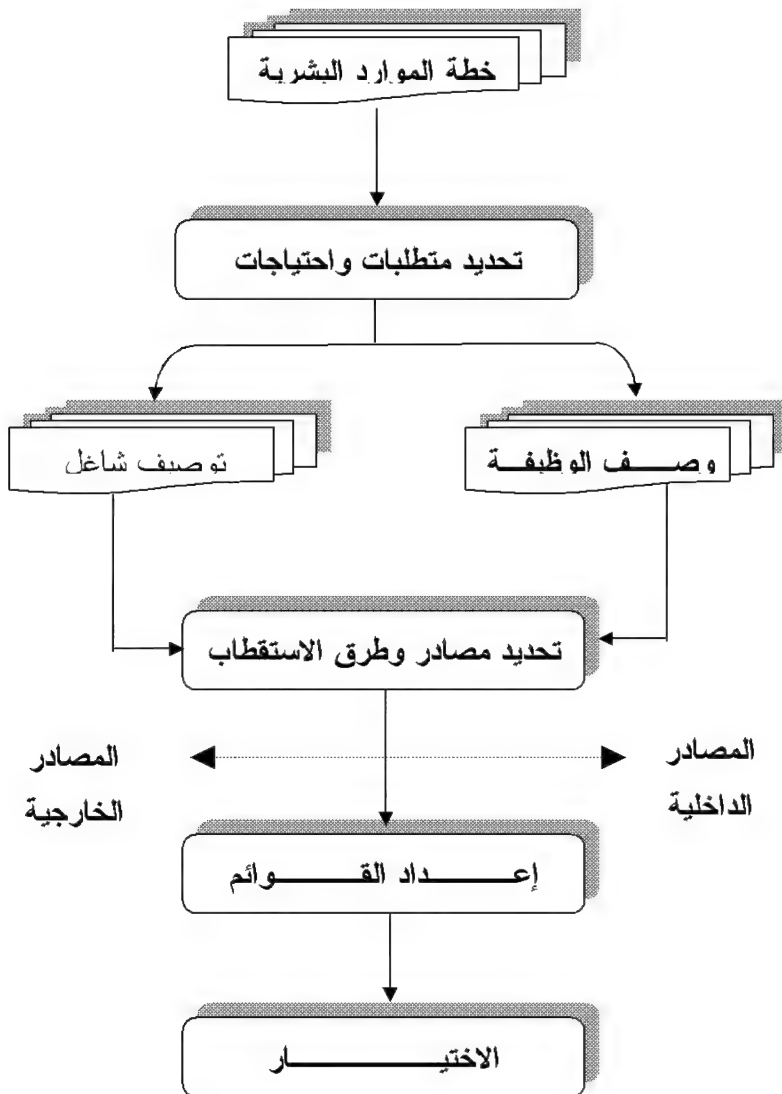 خطة الموارد البشرية
تحديد متطلبات واحتياجات
وصف الوظيفة
توصيف شاغل
تحديد مصادر وطرق الاستقطاب
المصادر
الداخلية
المصادر
الخارجية
إعداد القوائم
الاختيار